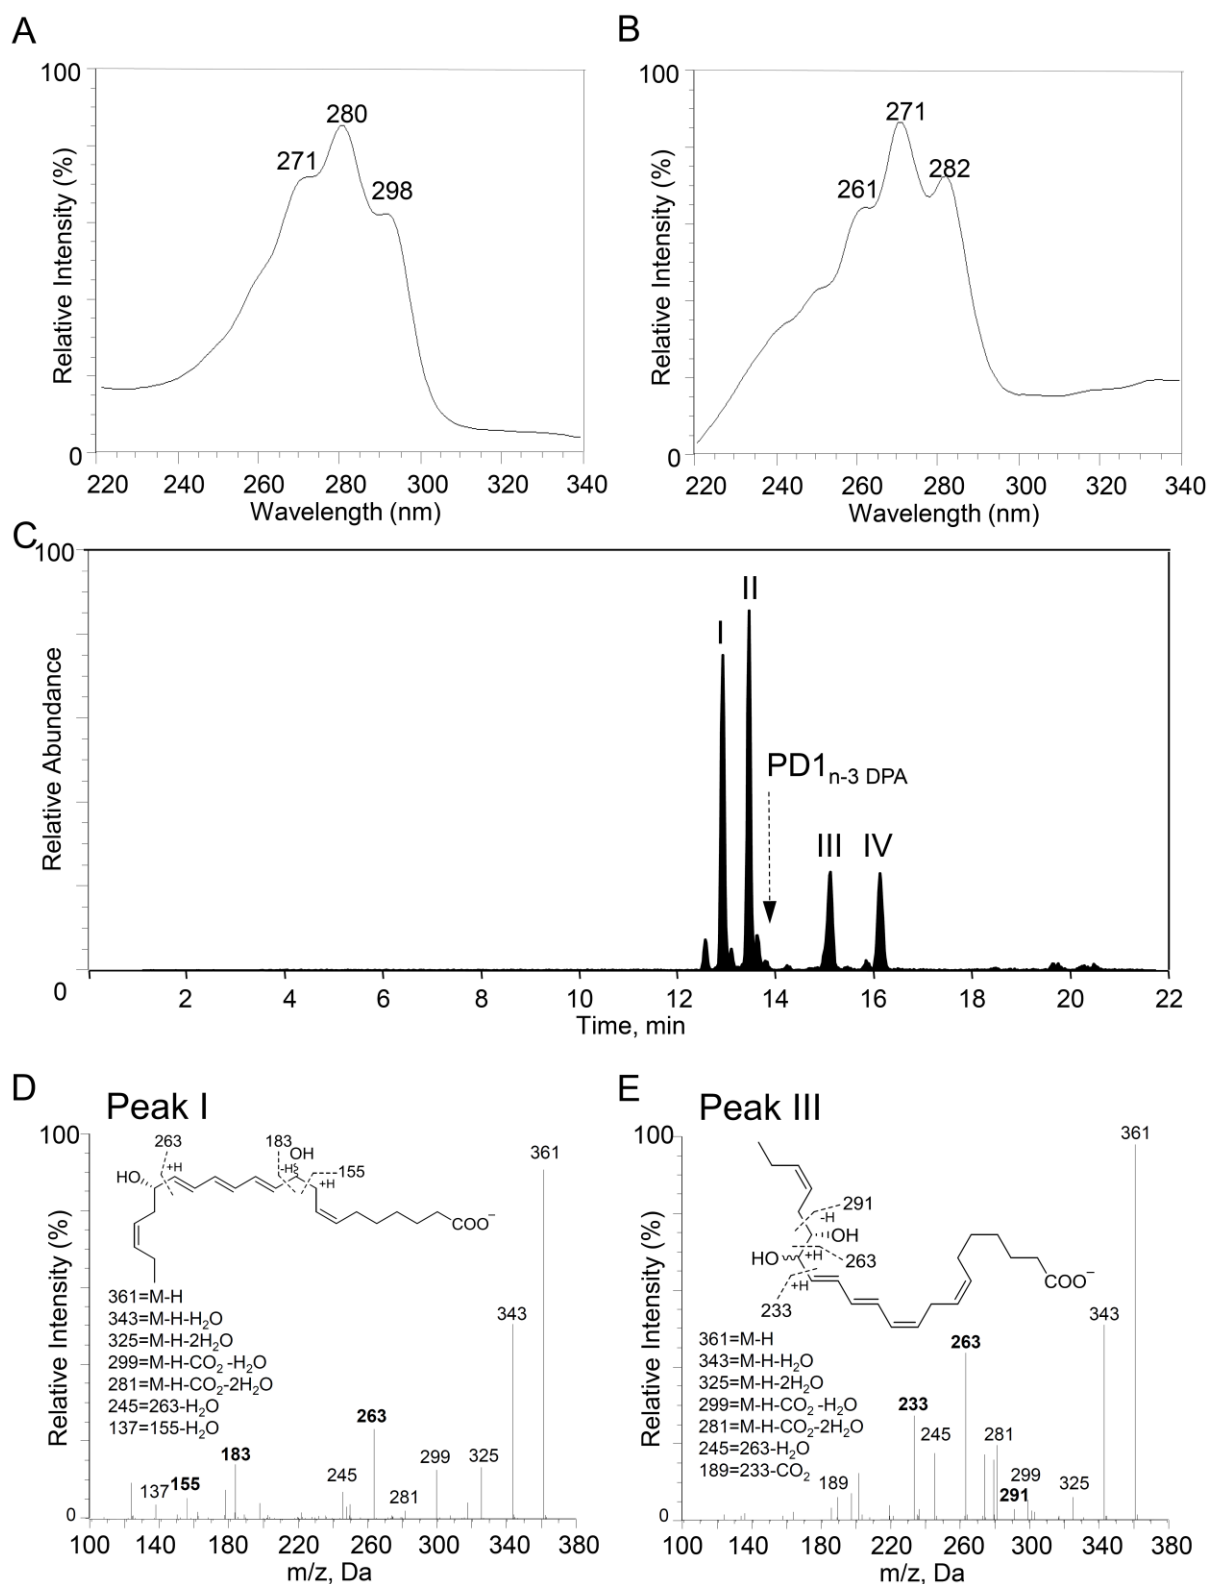 A
100
Relative Intensity (%)
0
271
280
298
220 240 260 280 300 320 340
Wavelength (nm)
B
100
Relative Intensity (%)
0
261
271
282
220 240 260 280 300 320 340
Wavelength (nm)
C
100
Relative Abundance
0
I
II
PD1n-3 DPA
III
IV
2 4 6 8 10 12 14 16 18 20 22
Time, min
D
Peak I
100
Relative Intensity (%)
0
263
+H
HO
183
OH
-H
155
+H
COO−
361
361=M-H
343=M-H-H2O
325=M-H-2H2O
299=M-H-CO2 -H2O
281=M-H-CO2-2H2O
245=263-H2O
137=155-H2O
343
263
183
155
137
245
281
299
325
100 140 180 220 260 300 340 380
m/z, Da
E
Peak III
100
Relative Intensity (%)
0
291
-H
OH
HO
+H
263
+H
233
COO−
361
361=M-H
343=M-H-H2O
325=M-H-2H2O
299=M-H-CO2 -H2O
281=M-H-CO2-2H2O
245=263-H2O
189=233-CO2
343
263
233
245
281
299
291
325
189
100 140 180 220 260 300 340 380
m/z, Da